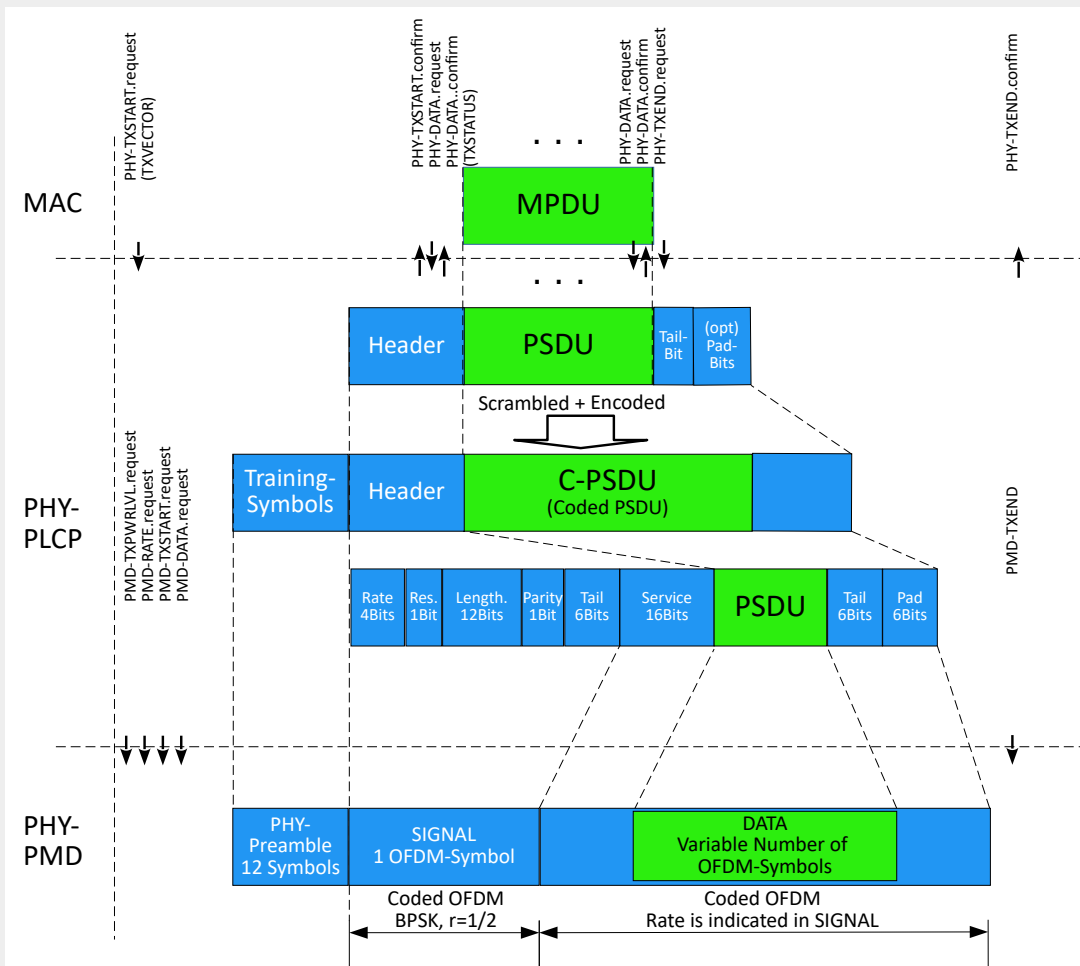 PHY-TXSTART.request
(TXVECTOR)
PHY-TXSTART.confirm
PHY-DATA.request
PHY-DATA..confirm
(TXSTATUS)
. . .
PHY-DATA.request
PHY-DATA.confirm
PHY-TXEND.request
PHY-TXEND.confirm
MAC
MPDU
. . .
Header
PSDU
Tail-
Bit
(opt)
Pad-
Bits
Scrambled + Encoded
PHY-
PLCP
PMD-TXPWRLVL.request
PMD-RATE.request
PMD-TXSTART.request
PMD-DATA.request
Training-
Symbols
Header
C-PSDU
(Coded PSDU)
PMD-TXEND
Rate
4Bits
Res.
1Bit
Length.
12Bits
Parity
1Bit
Tail
6Bits
Service
16Bits
PSDU
Tail
6Bits
Pad
6Bits
PHY-
PMD
PHY-
Preamble
12 Symbols
SIGNAL
1 OFDM-Symbol
DATA
Variable Number of
OFDM-Symbols
Coded OFDM
BPSK, r=1/2
Coded OFDM
Rate is indicated in SIGNAL